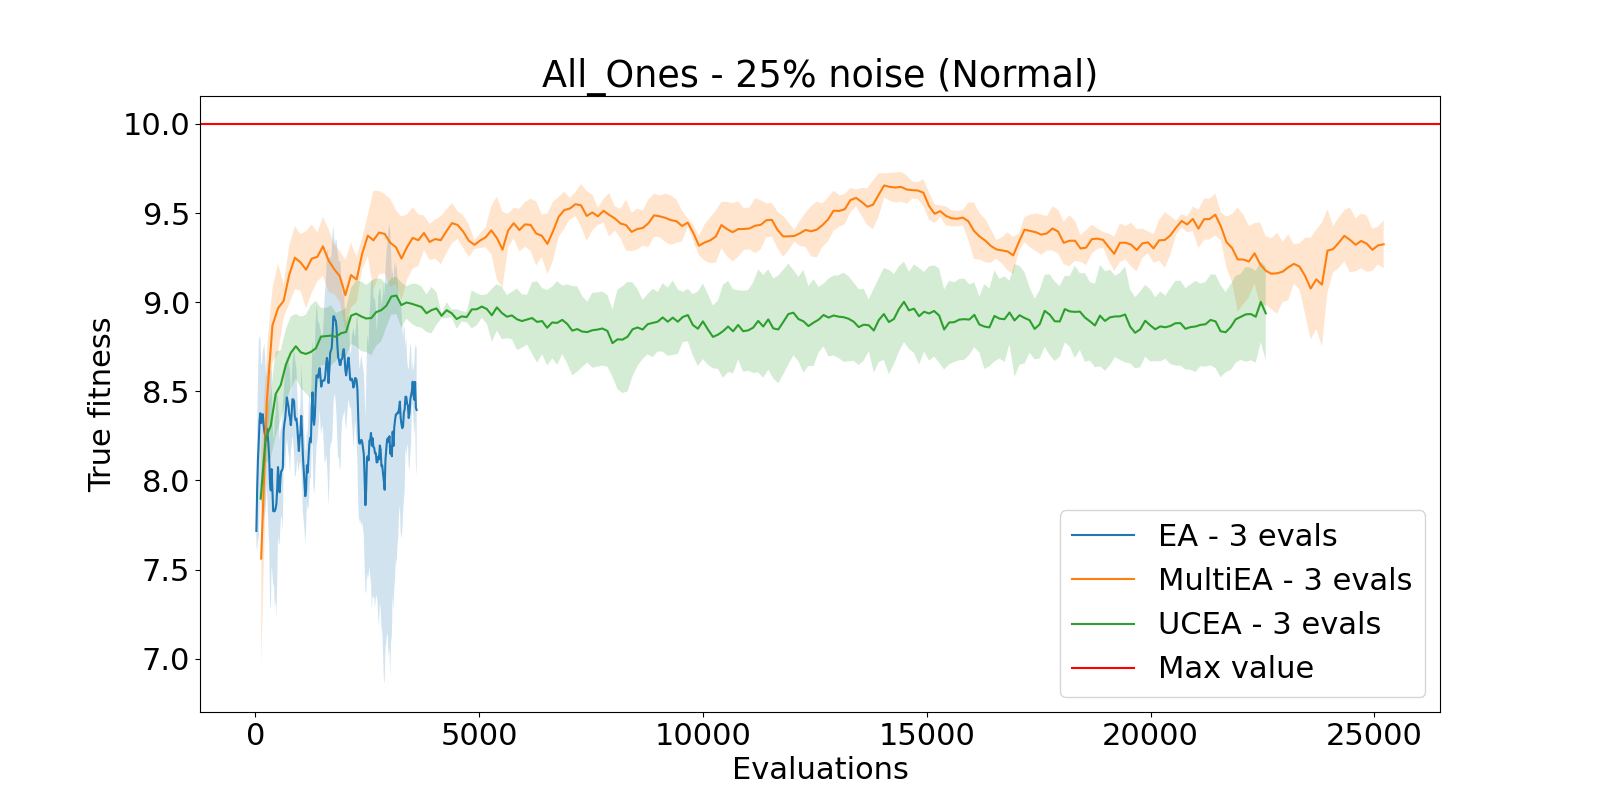 All_Ones - 25% noise (Normal)
True fitness
10.0
9.5
9.0
8.5
8.0
7.5
7.0
EA - 3 evals
MultiEA - 3 evals
UCEA - 3 evals
Max value
0 5000 10000 15000 20000 25000
Evaluations